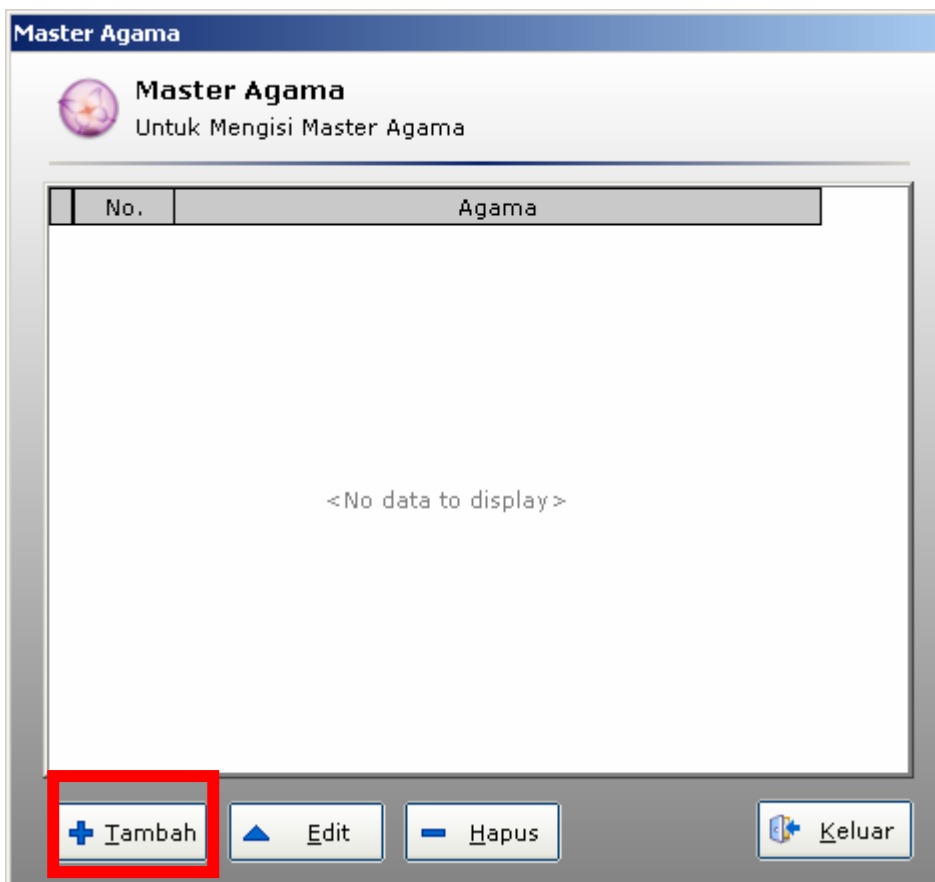 Master Agama
Master Agama
Untuk Mengisi Master Agama
No. Agama
<No data to display>
Tambah Edit Hapus Keluar